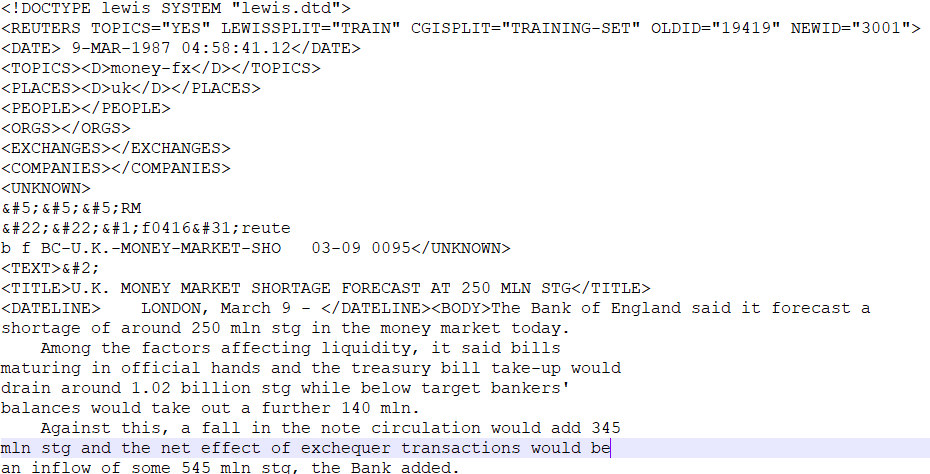 <!DOCTYPE lewis SYSTEM "lewis.dtd">
<REUTERS TOPICS="YES" LEWISSPLIT="TRAIN" CGISPLIT="TRAINING-SET" OLDID="19419" NEWID="3001">
<DATE> 9-MAR-1987 04:58:41.12</DATE>
<TOPICS><D>money-fx</D></TOPICS>
<PLACES><D>uk</D></PLACES>
<PEOPLE></PEOPLE>
<ORGS></ORGS>
<EXCHANGES></EXCHANGES>
<COMPANIES></COMPANIES>
<UNKNOWN>
&#5;&#5;&#5;RM
&#22;&#22;&#1;f0416&#31;reute
b f BC-U.K.-MONEY-MARKET-SHO   03-09 0095</UNKNOWN>
<TEXT>&#2;
<TITLE>U.K. MONEY MARKET SHORTAGE FORECAST AT 250 MLN STG</TITLE>
<DATELINE>    LONDON, March 9 - </DATELINE><BODY>The Bank of England said it forecast a
shortage of around 250 mln stg in the money market today.
    Among the factors affecting liquidity, it said bills
maturing in official hands and the treasury bill take-up would
drain around 1.02 billion stg while below target bankers'
balances would take out a further 140 mln.
    Against this, a fall in the note circulation would add 345
mln stg and the net effect of exchequer transactions would be
an inflow of some 545 mln stg, the Bank added.